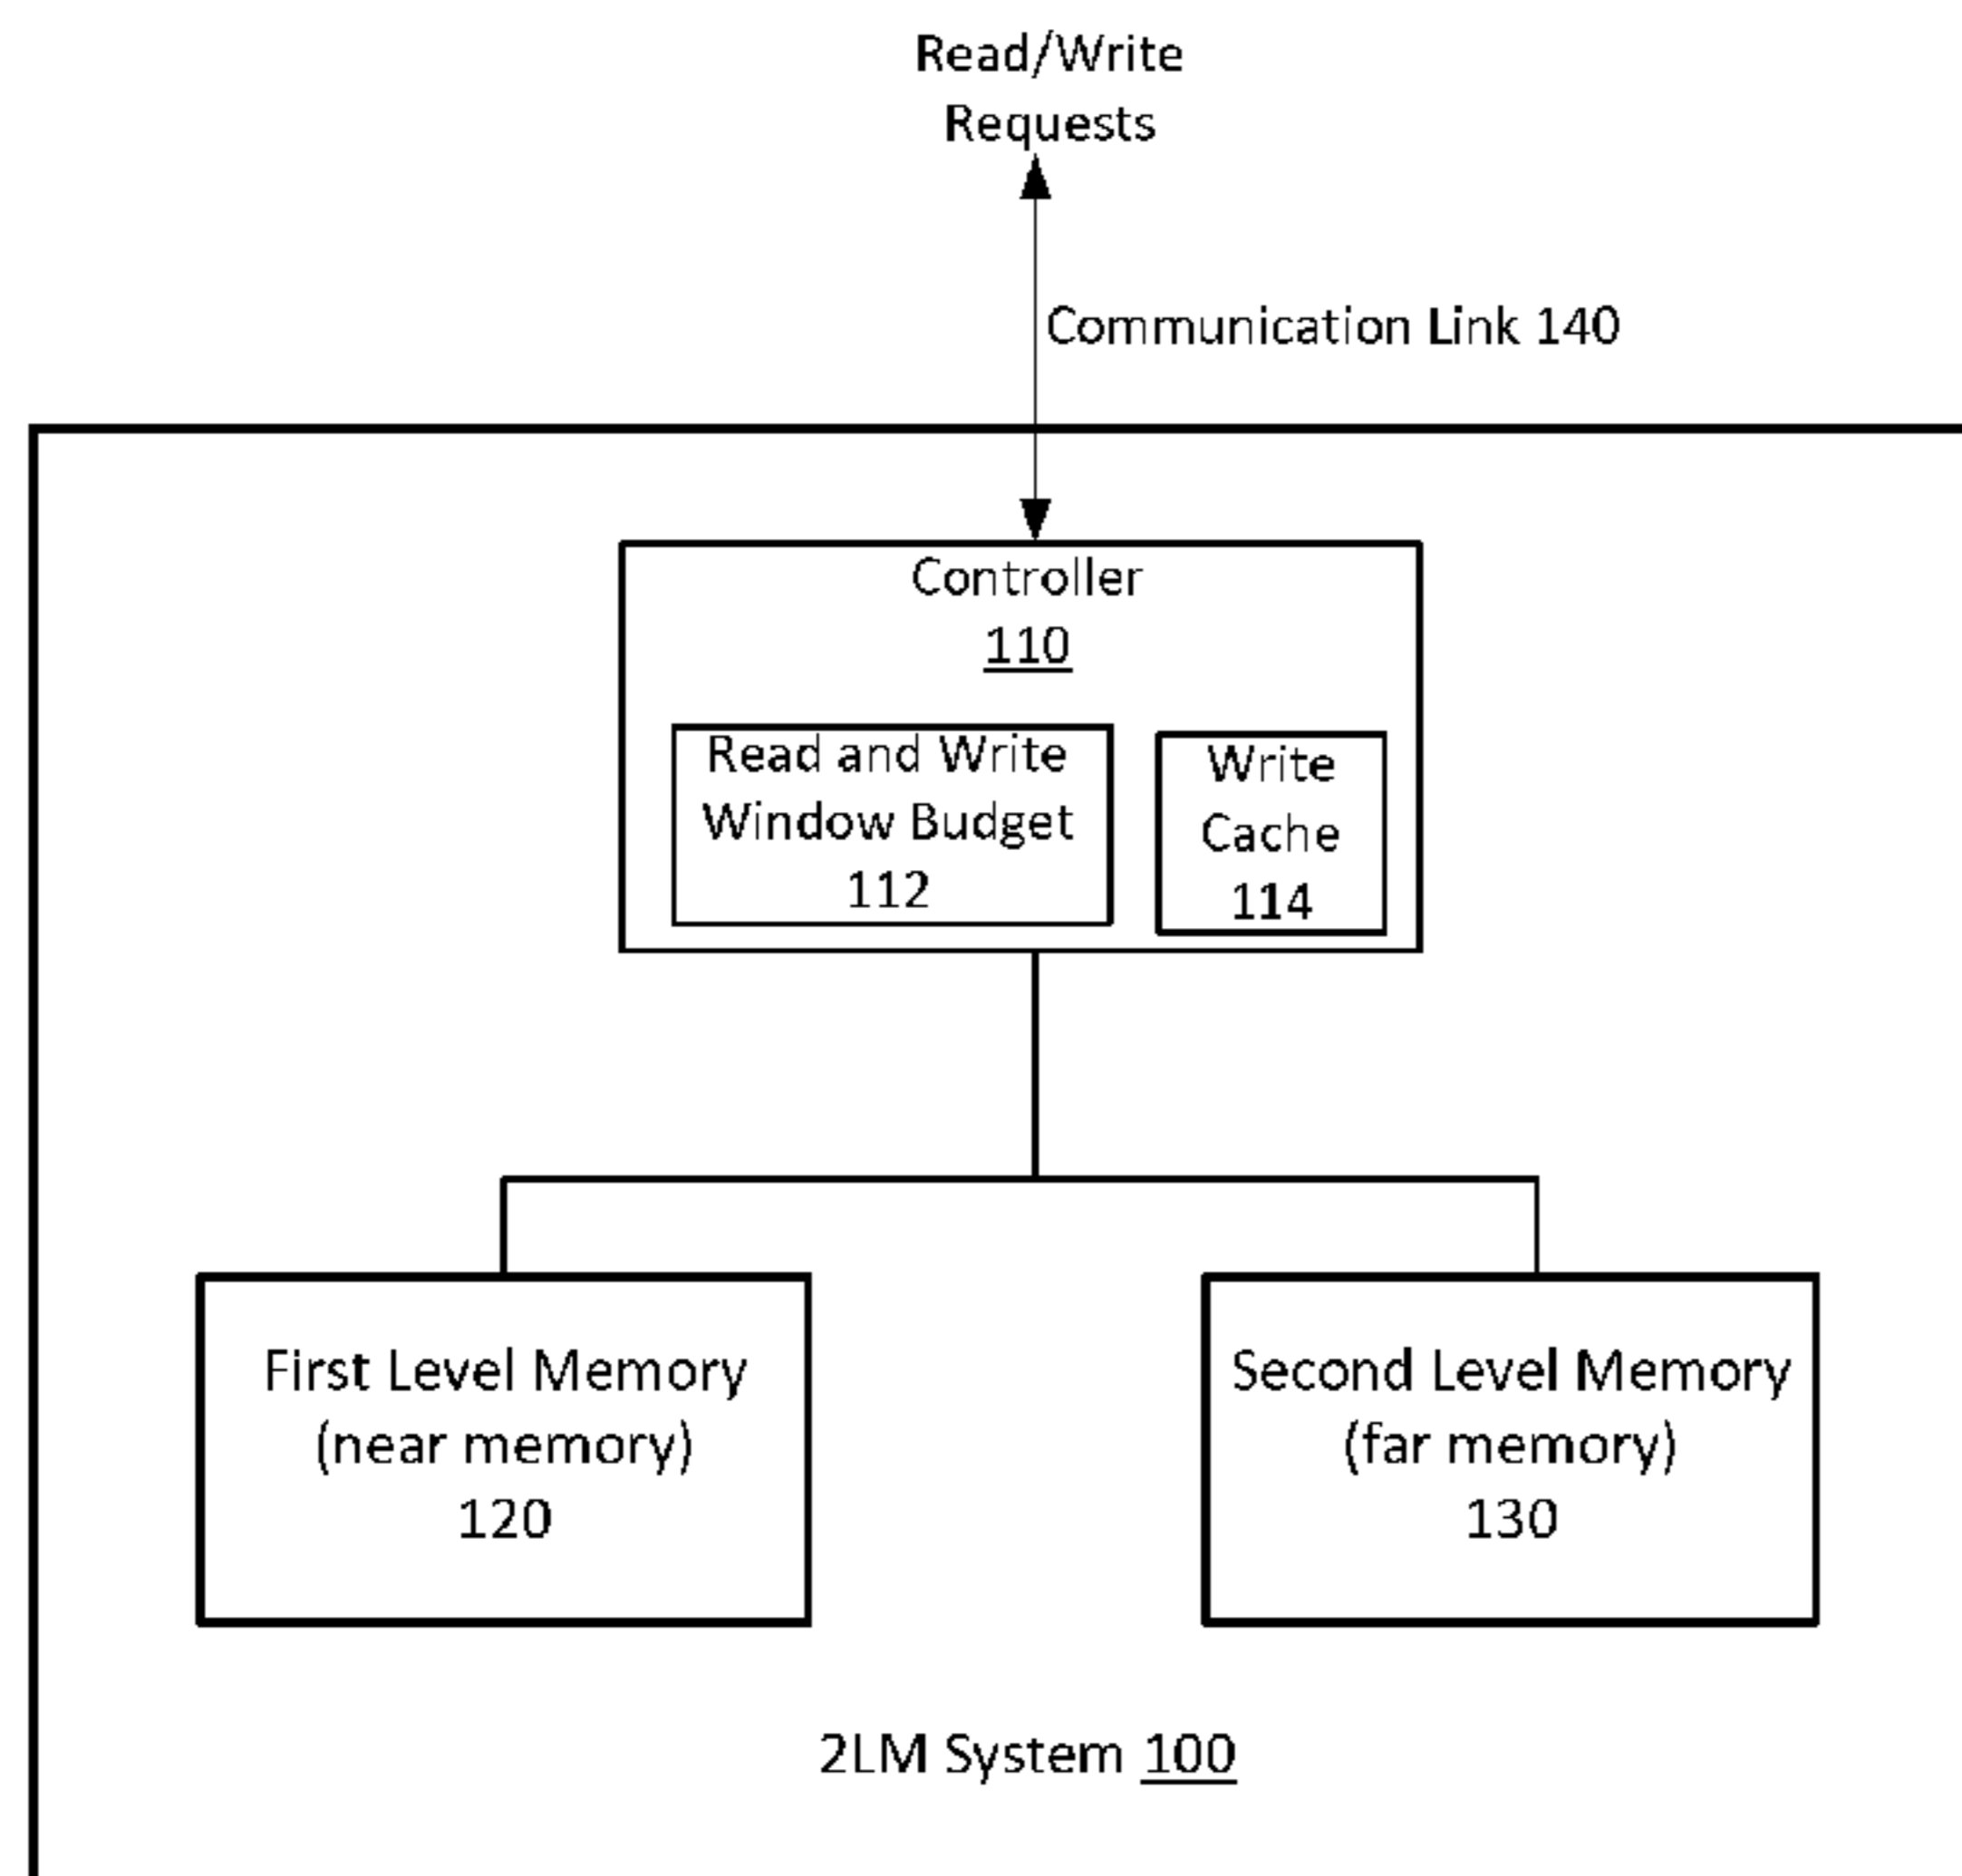 Read/Write
Requests
Communication Link 140
Controller
110
Read and Write
Window Budget
112
Write
Cache
114
First Level Memory
(near memory)
120
Second Level Memory
(far memory)
130
2LM System 100